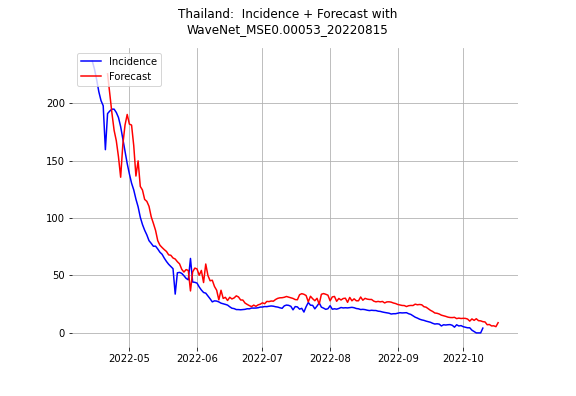 Thailand:  Incidence + Forecast with
WaveNet_MSE0.00053_20220815
Incidence
Forecast
200
150
100
50
0
2022-05 2022-06 2022-07 2022-08 2022-09 2022-10